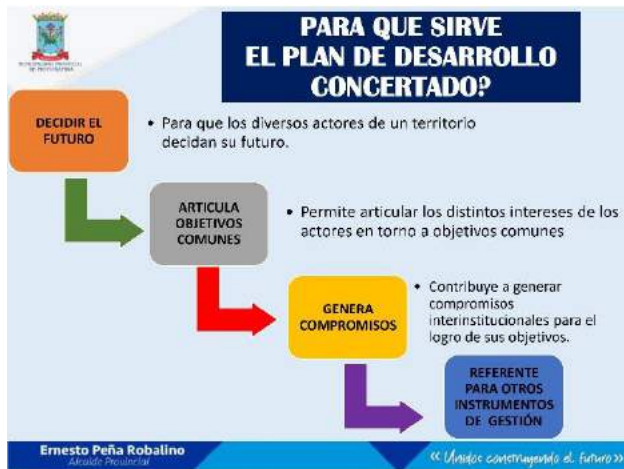 PARA QUE SIRVE
EL PLAN DE DESARROLLO
CONCERTADO?
DECIDIR EL
FUTURO
• Para que los diversos actores de un territorio
decidan su futuro.
ARTICULA
OBJETIVOS
COMUNES
• Permite articular los distintos intereses de los
actores en torno a objetivos comunes
GENERA
COMPROMISOS
• Contribuye a generar
compromisos
interinstitucionales para el
logro de sus objetivos.
REFERENTE
PARA OTROS
INSTRUMENTOS
DE GESTIÓN
Ernesto Peña Robalino
Alcalde Provincial
<< Unidos construyendo el futuro >>